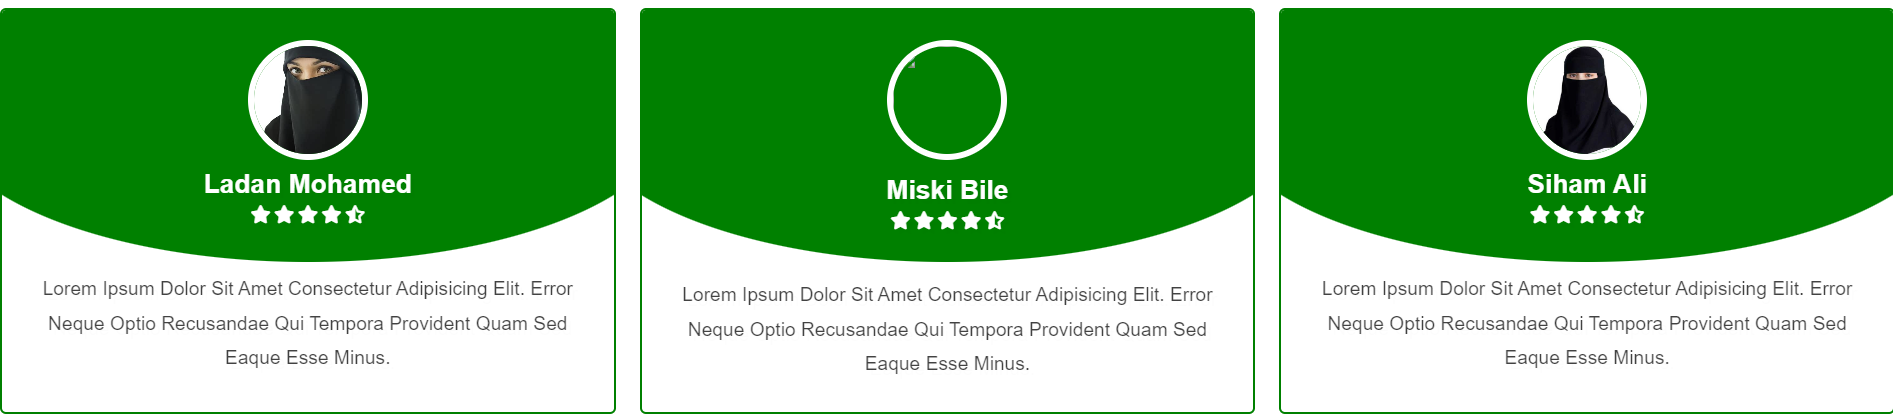 Ladan Mohamed
Lorem Ipsum Dolor Sit Amet Consectetur Adipisicing Elit. Error
Neque Optio Recusandae Qui Tempora Provident Quam Sed
Eaque Esse Minus.
Miski Bile
Lorem Ipsum Dolor Sit Amet Consectetur Adipisicing Elit. Error
Neque Optio Recusandae Qui Tempora Provident Quam Sed
Eaque Esse Minus.
Siham Ali
Lorem Ipsum Dolor Sit Amet Consectetur Adipisicing Elit. Error
Neque Optio Recusandae Qui Tempora Provident Quam Sed
Eaque Esse Minus.